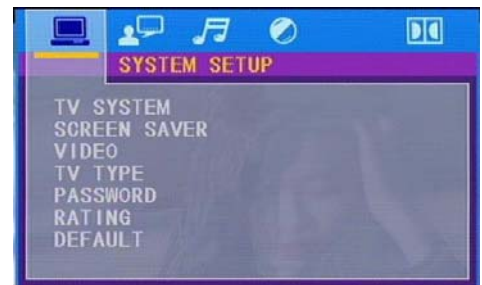 SYSTEM SETUP
TV SYSTEM
SCREEN SAVER
VIDEO
TV TYPE
PASSWORD
RATING
DEFAULT